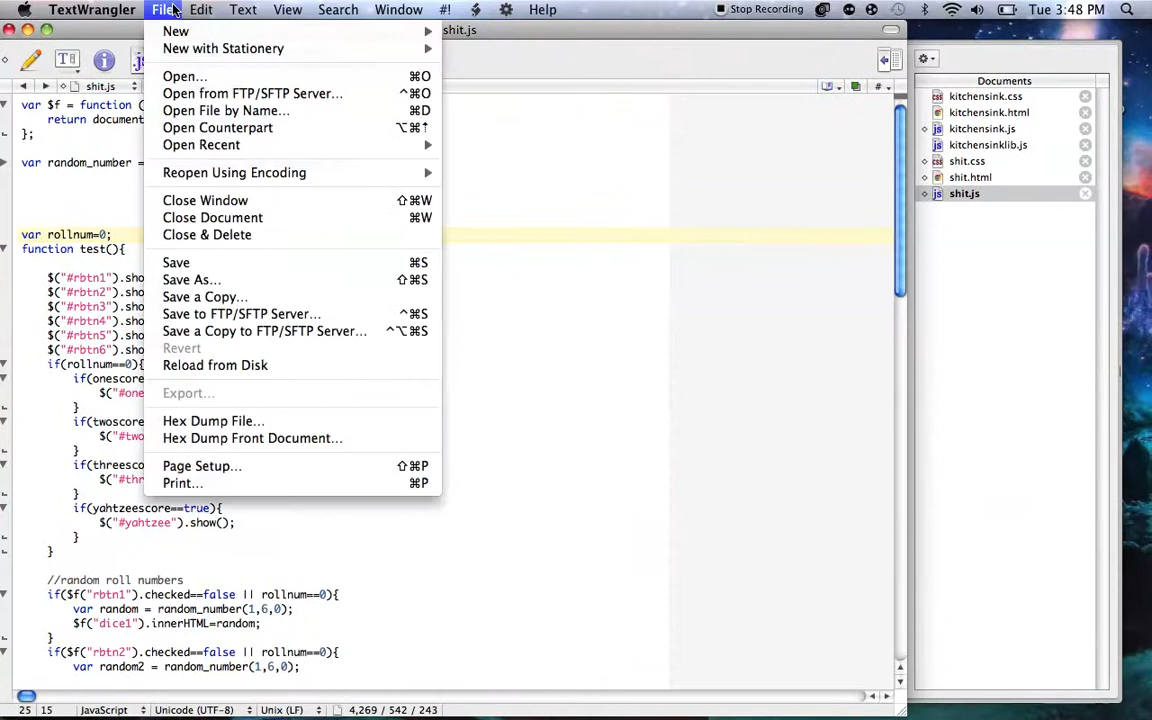 TextWrangler File Edit Text View Search Window #! Help Stop Recording Tue 3:48 PM
shit.js
shit.js
#
New
New with Stationery
Open... ⌘O
Open from FTP/SFTP Server... ^⌘O
Open File by Name... ⌘D
Open Counterpart ⌥⌘↑
Open Recent
Reopen Using Encoding
Close Window ⇧⌘W
Close Document ⌘W
Close & Delete
Save ⌘S
Save As... ⇧⌘S
Save a Copy...
Save to FTP/SFTP Server... ^⌘S
Save a Copy to FTP/SFTP Server... ^⌥⌘S
Revert
Reload from Disk
Export...
Hex Dump File...
Hex Dump Front Document...
Page Setup... ⇧⌘P
Print... ⌘P
var $f = function (
return document
};
var random_number =
var rollnum=0;
function test(){
$("#rbtn1").sho
$("#rbtn2").sho
$("#rbtn3").sho
$("#rbtn4").sho
$("#rbtn5").sho
$("#rbtn6").sho
if(rollnum==0){
if(onescore
$("#one
}
if(twoscore
$("#two
}
if(threesco
$("#thr
}
if(yahtzeescore==true){
$("#yahtzee").show();
}
}
//random roll numbers
if($f("rbtn1").checked==false || rollnum==0){
var random = random_number(1,6,0);
$f("dice1").innerHTML=random;
}
if($f("rbtn2").checked==false || rollnum==0){
var random2 = random_number(1,6,0);
Documents
kitchensink.css
kitchensink.html
kitchensink.js
kitchensinklib.js
shit.css
shit.html
shit.js
25 15 JavaScript Unicode (UTF-8) Unix (LF) 4,269 / 542 / 243